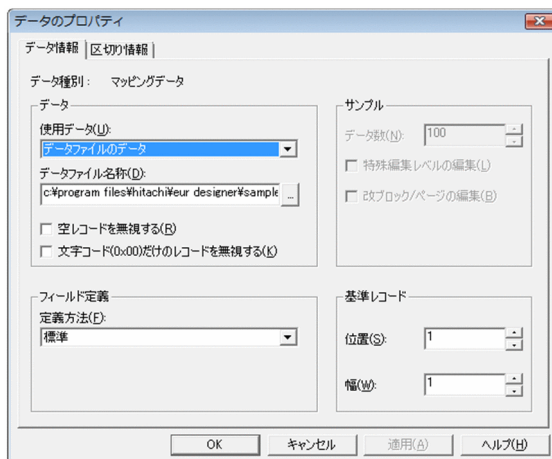 データのプロパティ
データ情報 区切り情報
データ種別： マッピングデータ
データ
使用データ(U):
データファイルのデータ
データファイル名称(D):
c:¥program files¥hitachi¥eur designer¥sample
...
空レコードを無視する(R)
文字コード(0x00)だけのレコードを無視する(K)
サンプル
データ数(N): 100
特殊編集レベルの編集(L)
改ブロック/ページの編集(B)
フィールド定義
定義方法(F):
標準
基準レコード
位置(S): 1
幅(W): 1
OK キャンセル 適用(A) ヘルプ(H)